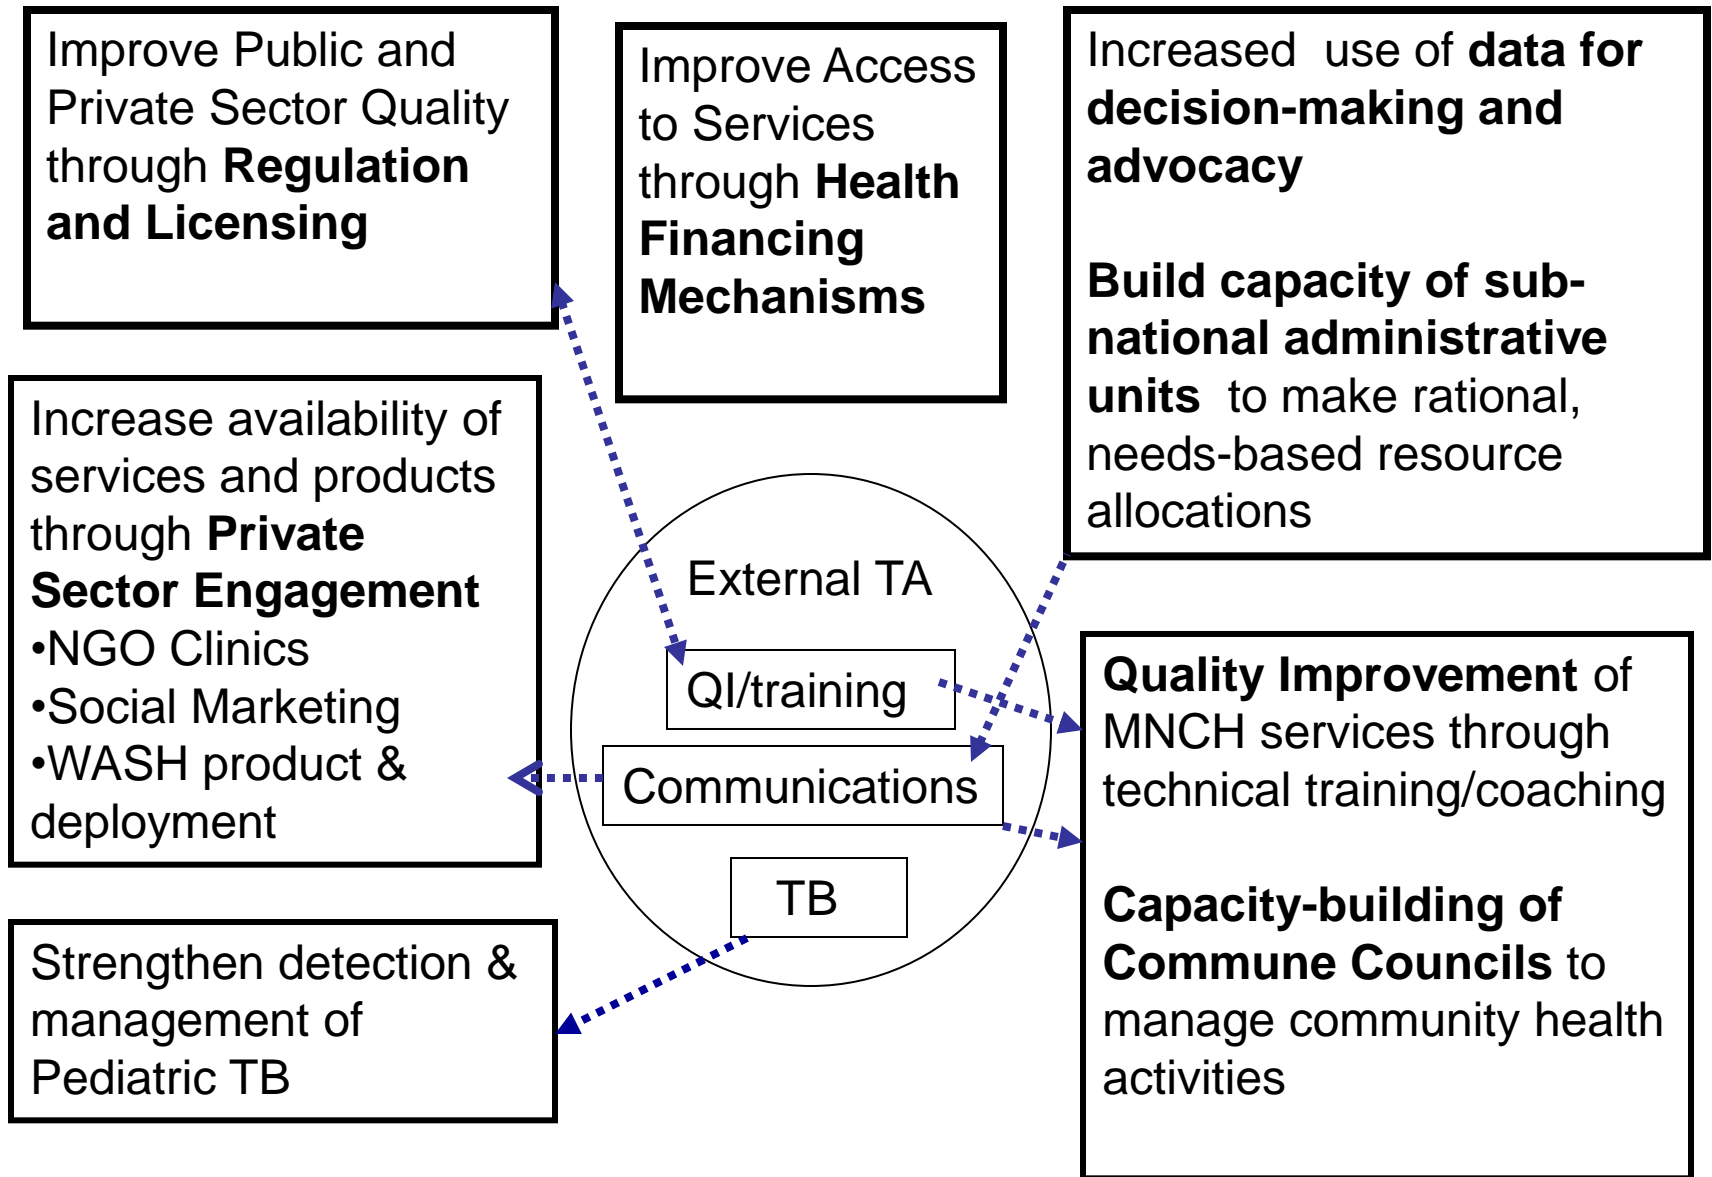 Improve Public and
Private Sector Quality
through Regulation
and Licensing
Improve Access
to Services
through Health
Financing
Mechanisms
Increased  use of data for
decision-making and
advocacy
Build capacity of sub-
national administrative
units  to make rational,
needs-based resource
allocations
Increase availability of
services and products
through Private
Sector Engagement
•NGO Clinics
•Social Marketing
•WASH product &
deployment
External TA
QI/training
Communications
TB
Quality Improvement of
MNCH services through
technical training/coaching
Capacity-building of
Commune Councils to
manage community health
activities
Strengthen detection &
management of
Pediatric TB